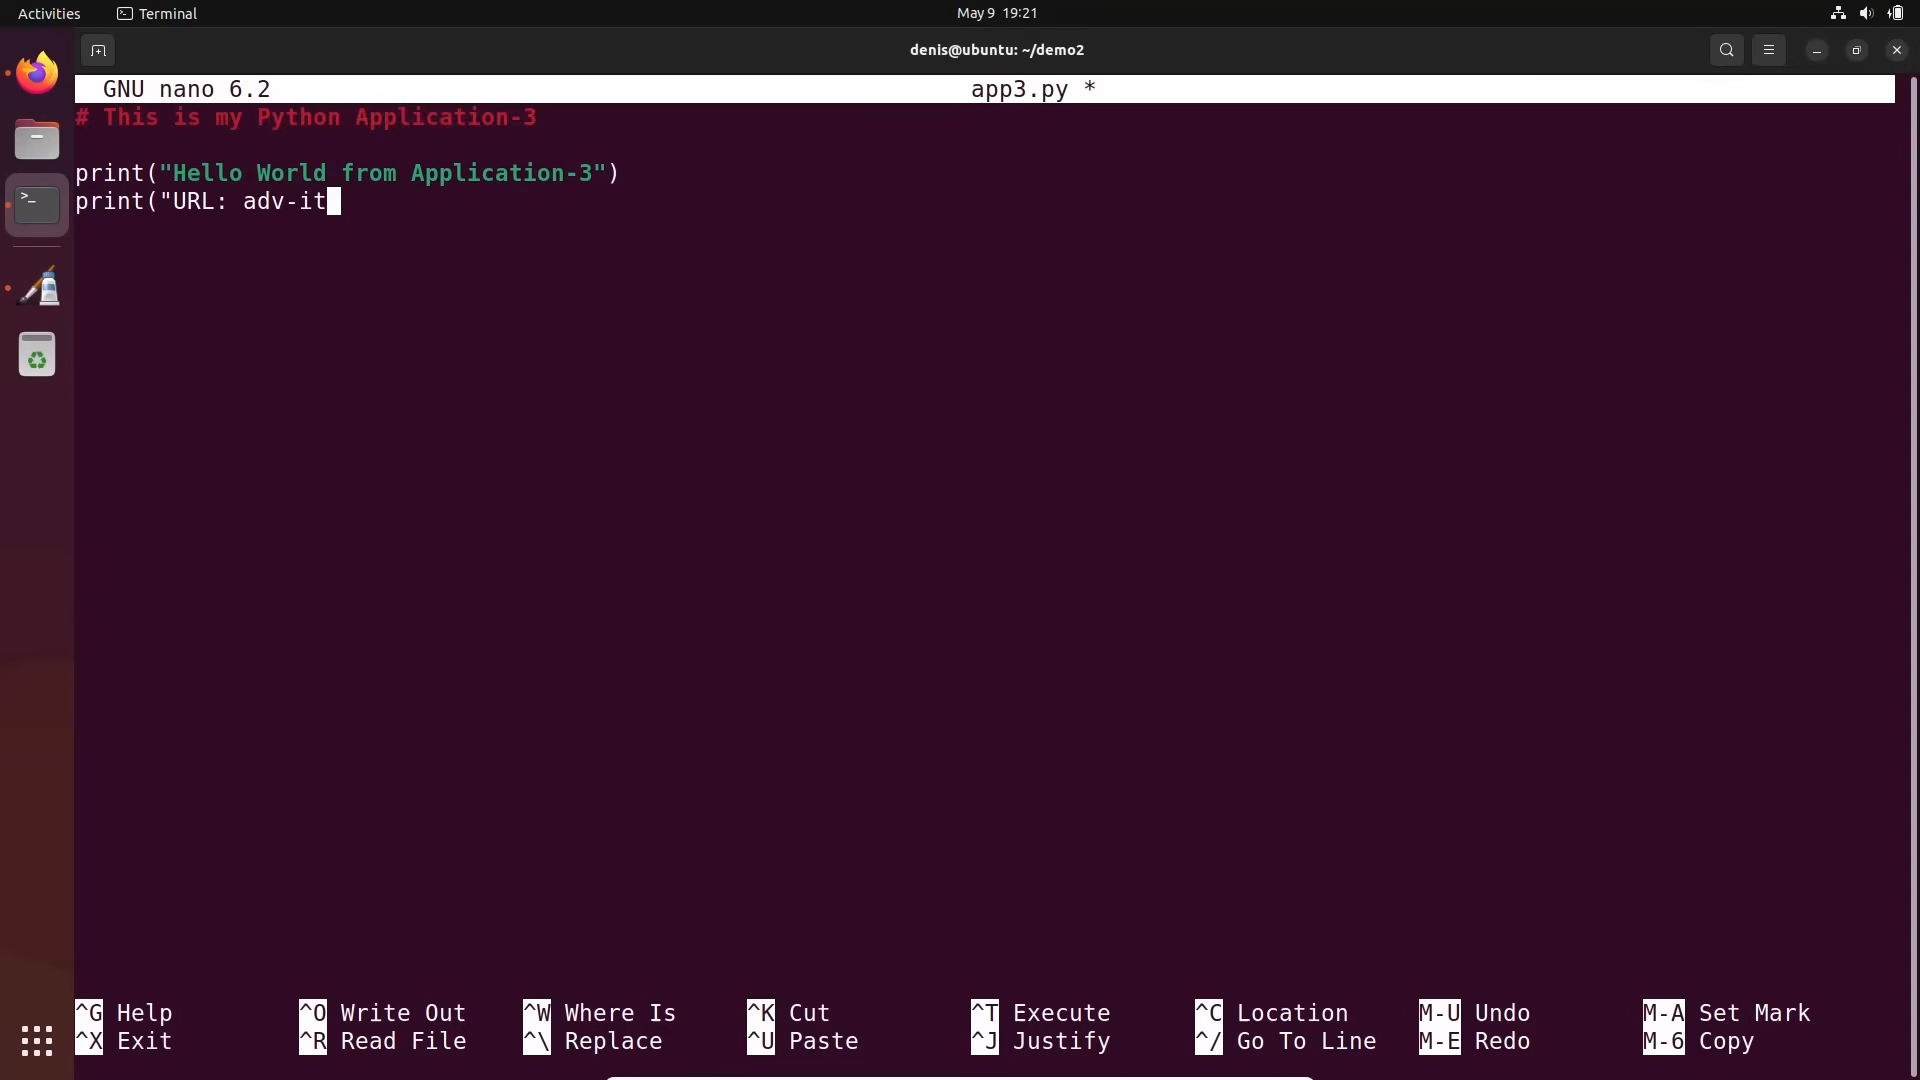 Activities Terminal May 9 19:21
denis@ubuntu: ~/demo2
GNU nano 6.2 app3.py *
# This is my Python Application-3
print("Hello World from Application-3")
print("URL: adv-it
^G Help ^O Write Out ^W Where Is ^K Cut ^T Execute ^C Location M-U Undo M-A Set Mark
^X Exit ^R Read File ^\ Replace ^U Paste ^J Justify ^/ Go To Line M-E Redo M-6 Copy